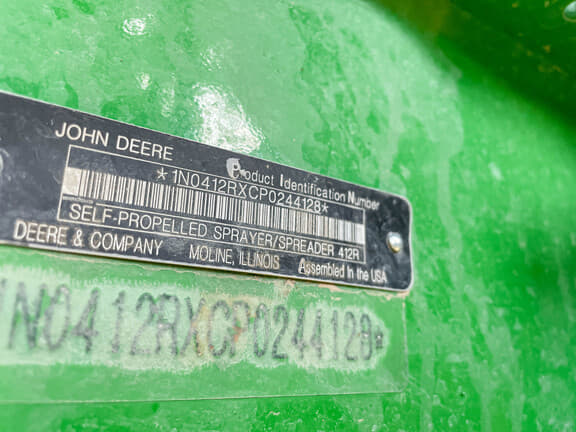 JOHN DEERE
Product Identification Number
*1N0412RXCP0244128*
SELF-PROPELLED SPRAYER/SPREADER 412R
DEERE & COMPANY MOLINE, ILLINOIS Assembled in the USA
1N0412RXCP0244128*